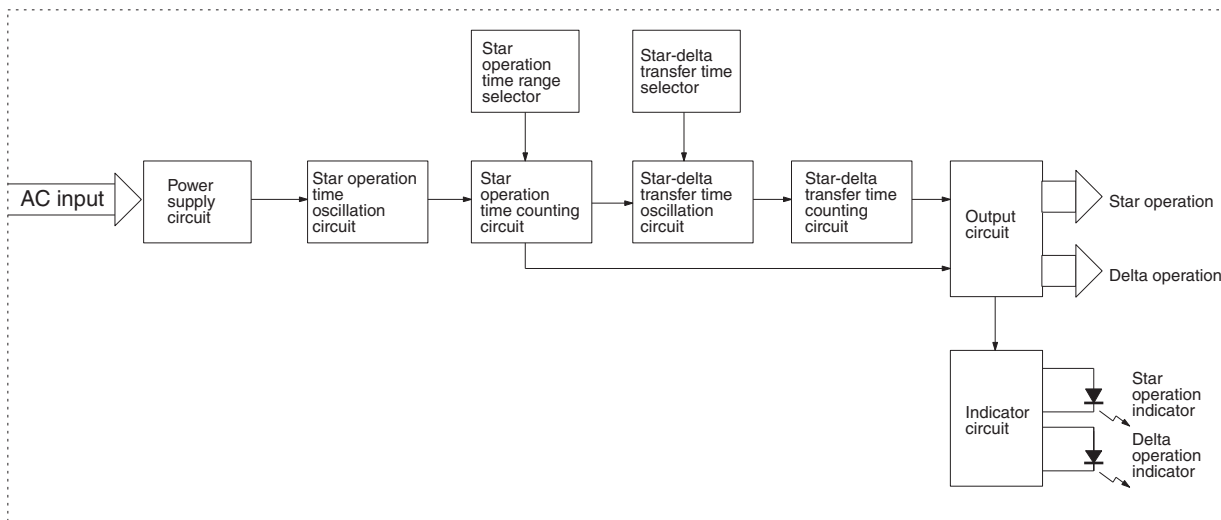 Star
operation
time range
selector
Star-delta
transfer time
selector
AC input
Power
supply
circuit
Star operation
time
oscillation
circuit
Star
operation
time counting
circuit
Star-delta
transfer time
oscillation circuit
Star-delta
transfer time
counting
circuit
Output
circuit
Star operation
Delta operation
Indicator
circuit
Star
operation
indicator
Delta
operation
indicator